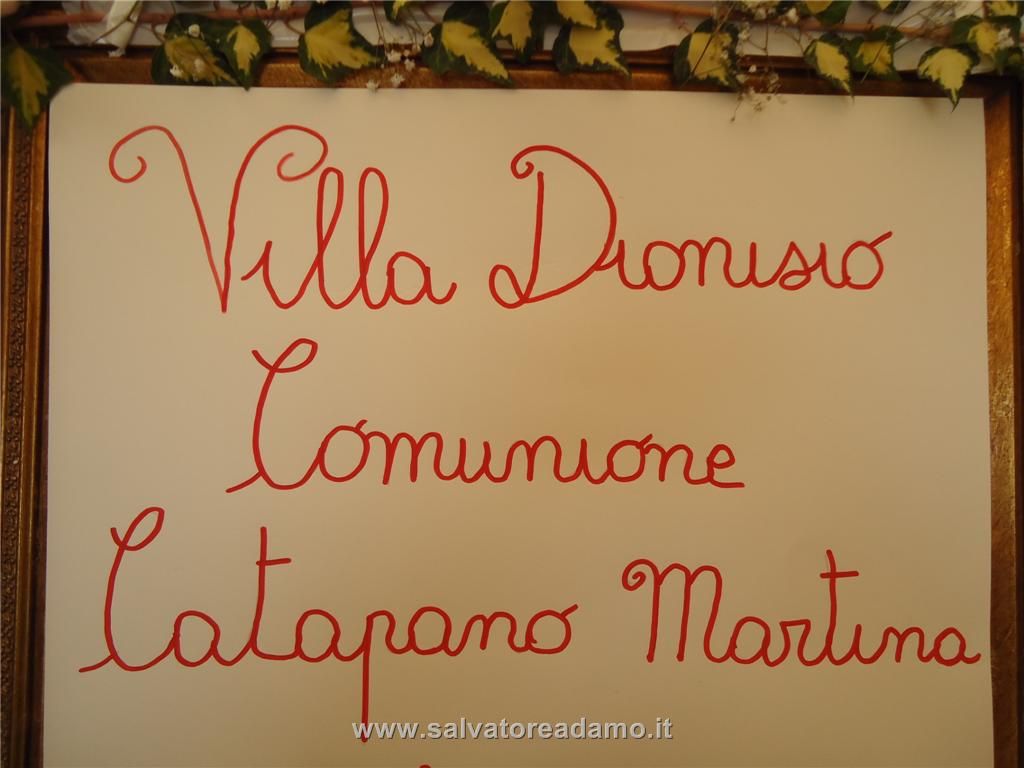 Villa Dionisio
Comunione
Catapano Martina
www.salvatoreadamo.it